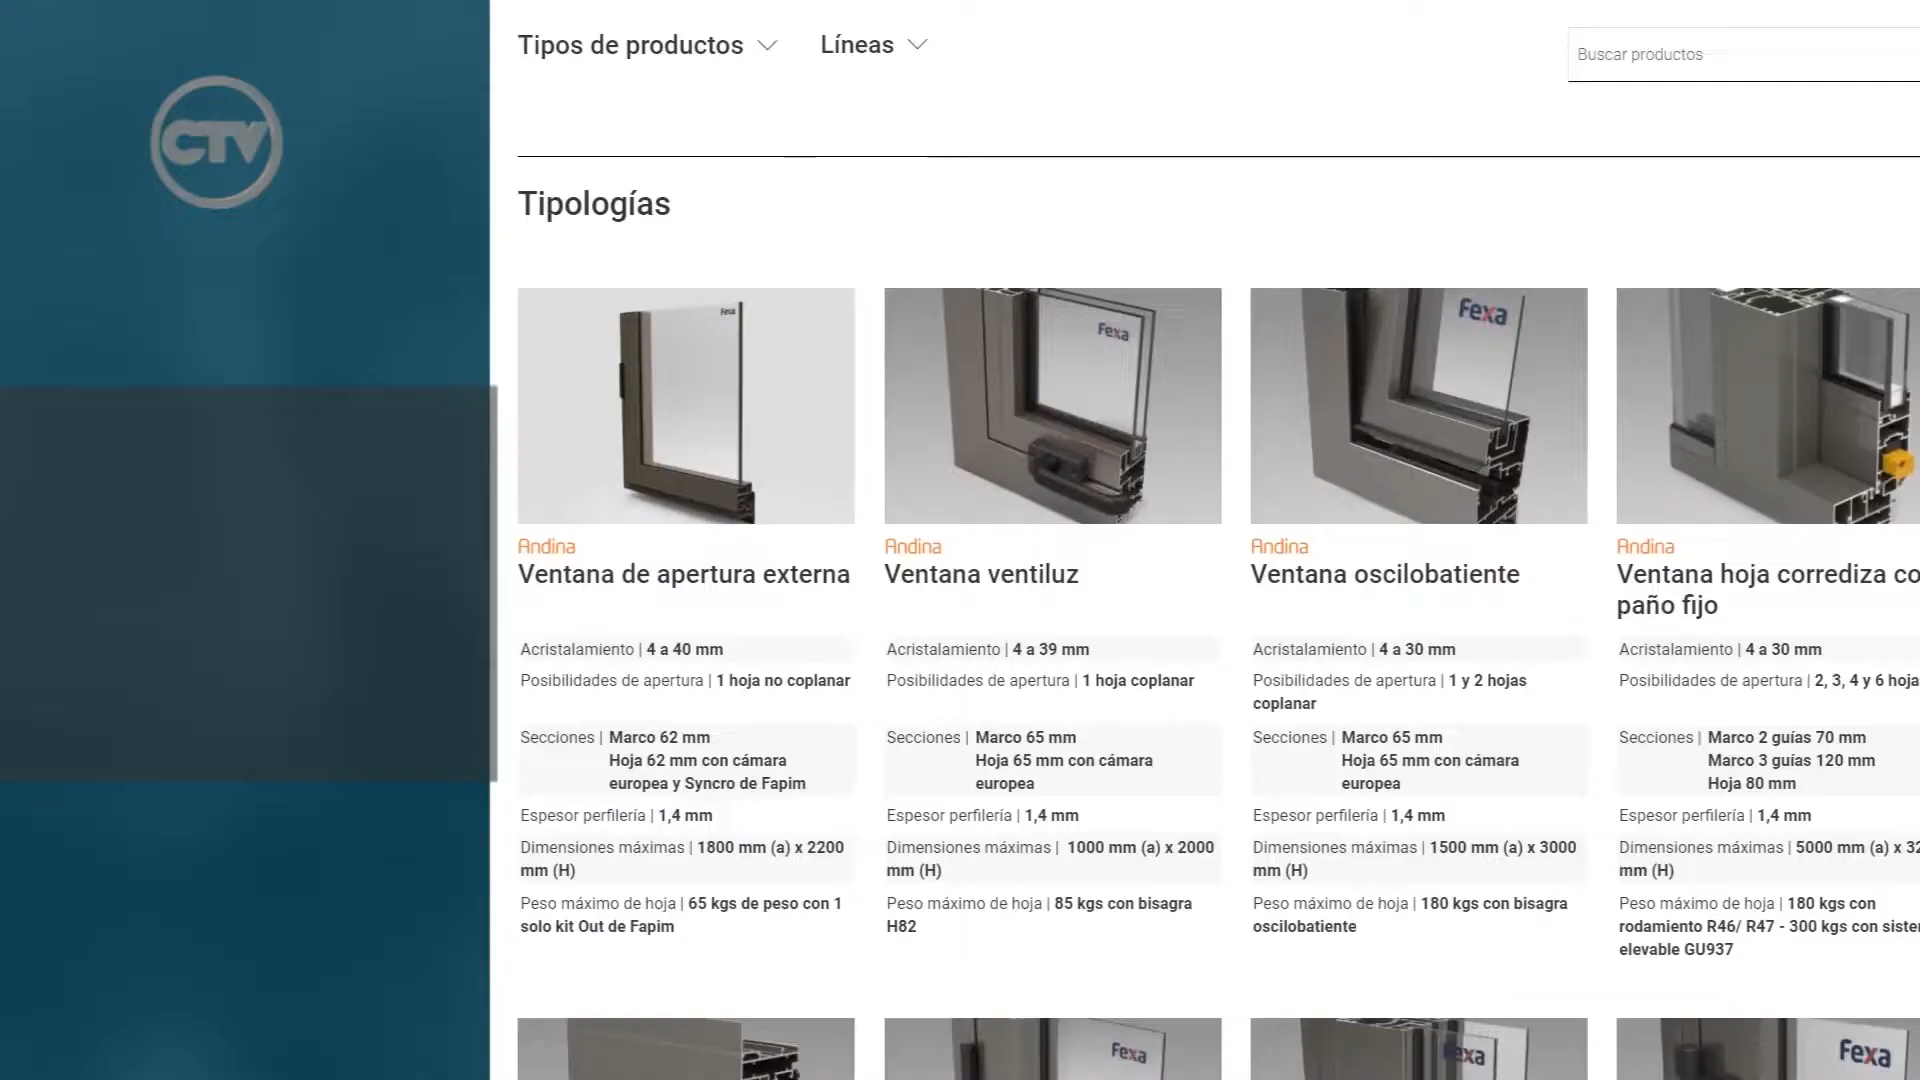 CTV
Tipos de productos
Líneas
Buscar productos
Tipologías
Fexa
Fexa
Fexa
Andina
Ventana de apertura externa
Acristalamiento | 4 a 40 mm
Posibilidades de apertura | 1 hoja no coplanar
Secciones | Marco 62 mm
Hoja 62 mm con cámara
europea y Syncro de Fapim
Espesor perfilería | 1,4 mm
Dimensiones máximas | 1800 mm (a) x 2200
mm (H)
Peso máximo de hoja | 65 kgs de peso con 1
solo kit Out de Fapim
Andina
Ventana ventiluz
Acristalamiento | 4 a 39 mm
Posibilidades de apertura | 1 hoja coplanar
Secciones | Marco 65 mm
Hoja 65 mm con cámara
europea
Espesor perfilería | 1,4 mm
Dimensiones máximas | 1000 mm (a) x 2000
mm (H)
Peso máximo de hoja | 85 kgs con bisagra
H82
Andina
Ventana oscilobatiente
Acristalamiento | 4 a 30 mm
Posibilidades de apertura | 1 y 2 hojas
coplanar
Secciones | Marco 65 mm
Hoja 65 mm con cámara
europea
Espesor perfilería | 1,4 mm
Dimensiones máximas | 1500 mm (a) x 3000
mm (H)
Peso máximo de hoja | 180 kgs con bisagra
oscilobatiente
Andina
Ventana hoja corrediza co
paño fijo
Acristalamiento | 4 a 30 mm
Posibilidades de apertura | 2, 3, 4 y 6 hojas
Secciones | Marco 2 guías 70 mm
Marco 3 guías 120 mm
Hoja 80 mm
Espesor perfilería | 1,4 mm
Dimensiones máximas | 5000 mm (a) x 32
mm (H)
Peso máximo de hoja | 180 kgs con
rodamiento R46/ R47 - 300 kgs con siste
elevable GU937
Fexa
Fexa
Fexa